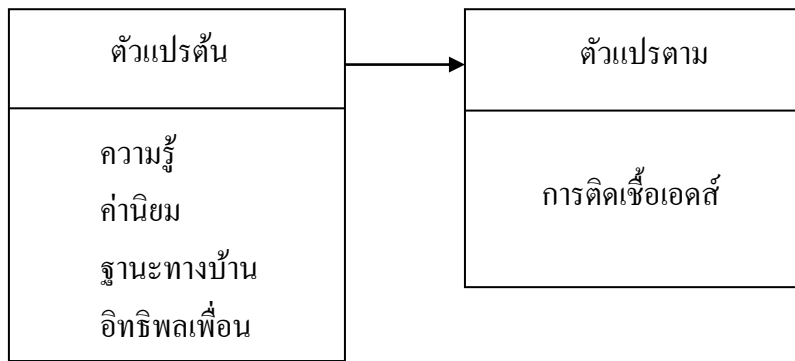 ตัวแปรต้น
ความรู้
ค่านิยม
ฐานะทางบ้าน
อิทธิพลเพื่อน
ตัวแปรตาม
การติดเชื้อเอดส์